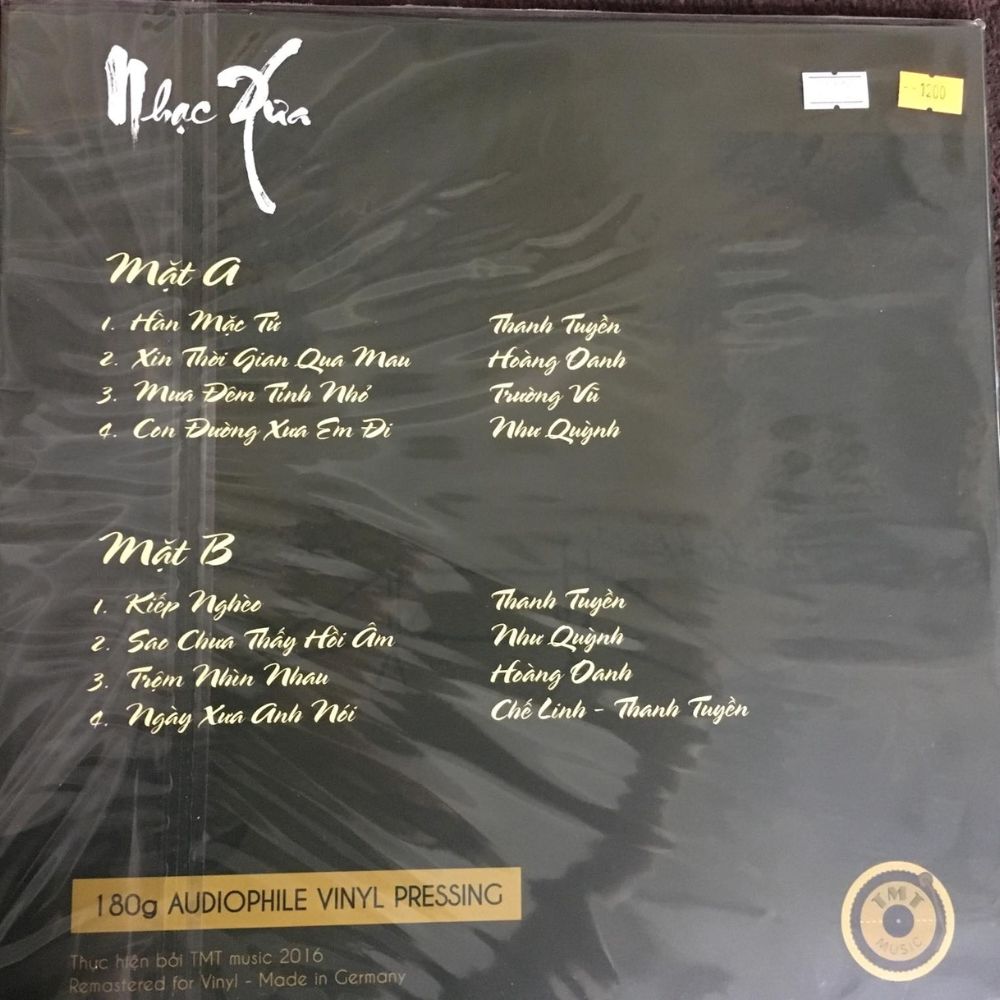 Nhạc Xưa
1200
Mặt A
1. Hàn Mặc Tử Thanh Tuyền
2. Xin Thời Gian Qua Mau Hoàng Oanh
3. Mưa Đêm Tỉnh Nhỏ Trường Vũ
4. Con Đường Xưa Em Đi Như Quỳnh
Mặt B
1. Kiếp Nghèo Thanh Tuyền
2. Sao Chưa Thấy Hồi Âm Như Quỳnh
3. Trộm Nhìn Nhau Hoàng Oanh
4. Ngày Xưa Anh Nói Chế Linh - Thanh Tuyền
180g AUDIOPHILE VINYL PRESSING
TMT
MUSIC
Thực hiện bởi TMT music 2016
Remastered for Vinyl - Made in Germany